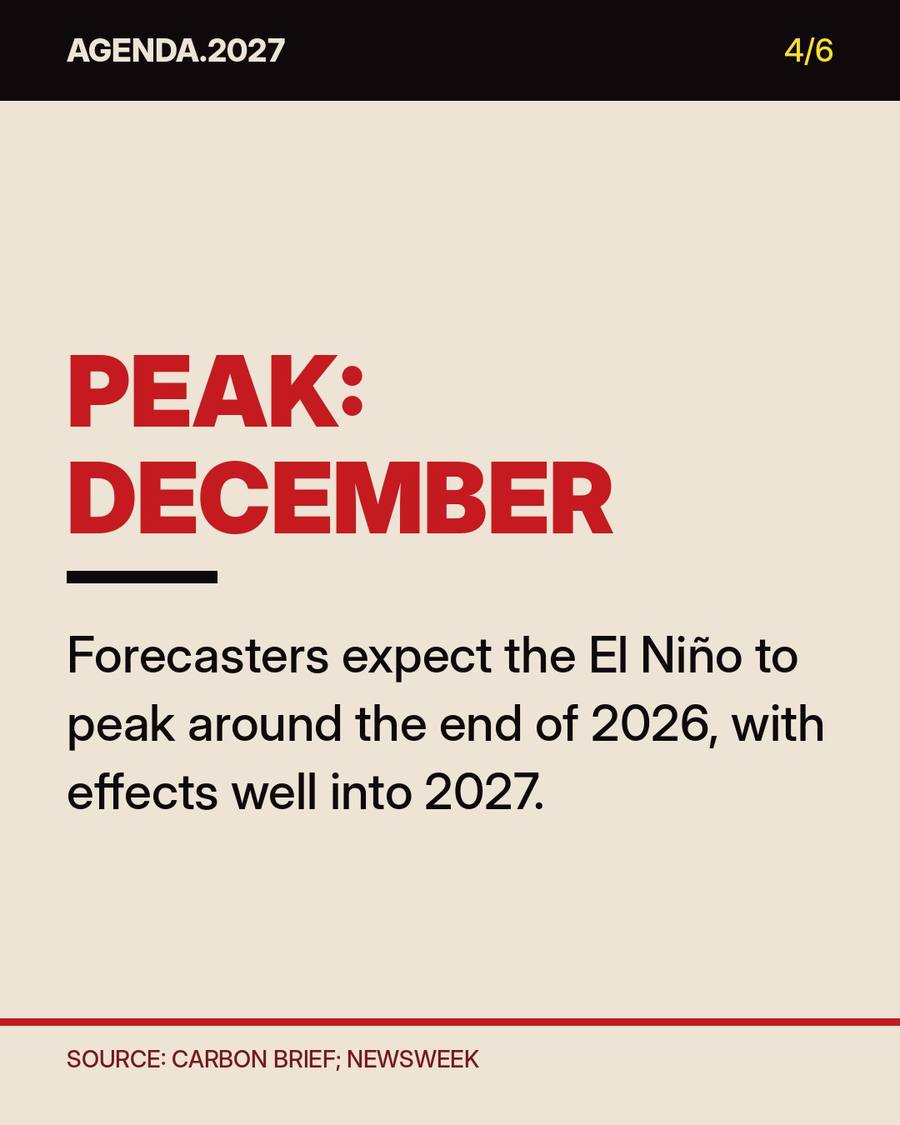 AGENDA.2027
4/6
PEAK:
DECEMBER
Forecasters expect the El Niño to
peak around the end of 2026, with
effects well into 2027.
SOURCE: CARBON BRIEF; NEWSWEEK